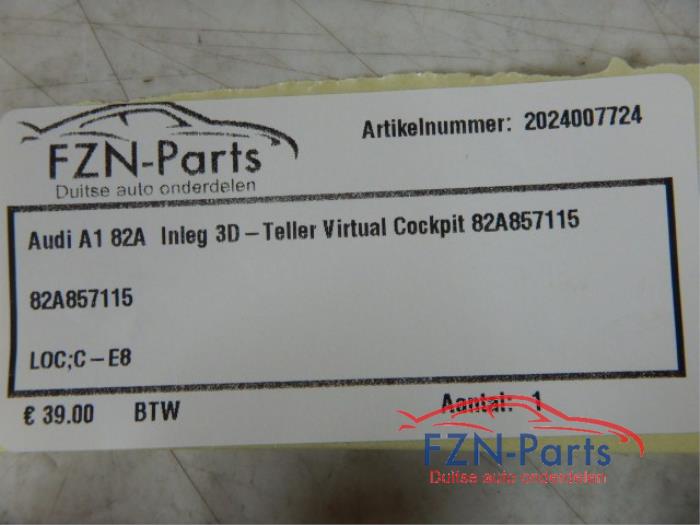 FZN-Parts
Duitse auto onderdelen
Artikelnummer: 2024007724
Audi A1 82A Inleg 3D-Teller Virtual Cockpit 82A857115
82A857115
LOC;C-E8
€ 39.00 BTW
Aantal: 1
FZN-Parts
Duitse auto onderdelen